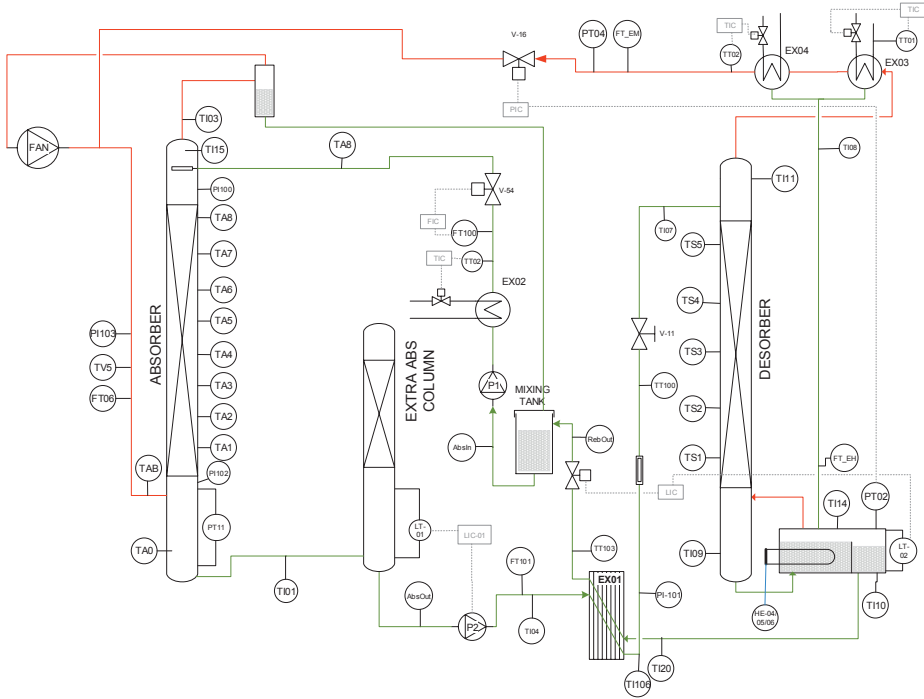 TIC
TIC
V-16
PT04
FT_EM
TT02
EX04
TT01
EX03
PIC
FAN
TI03
TI15
TA8
TI08
PI100
V-54
TI11
TA8
FIC
FT100
TI07
TS5
TA7
TIC
TT02
EX02
TA6
TS4
TA5
PI103
ABSORBER
V-11
DESORBER
TA4
TS3
TV5
TT100
TA3
P1
MIXING
TANK
FT06
EXTRA ABS
COLUMN
TA2
TS2
RebOut
AbsIn
TA1
TS1
FT_EH
TAB
PI102
LIC
TI14
PT02
PT11
LT-
01
LIC-01
LT-
02
TA0
TT103
TI09
FT101
EX01
TI01
AbsOut
PI-101
HE-04/
05/06
TI10
P2
TI04
TI20
TI106